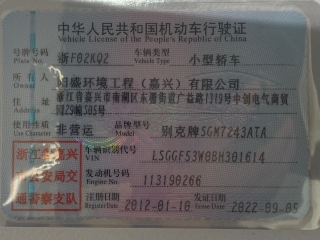 中华人民共和国机动车行驶证
Vehicle License of the People's Republic of China
号牌号码 Plate No. 浙F02KQ2 车辆类型 Vehicle Type 小型轿车
所有人 Owner 阳盛环境工程（嘉兴）有限公司
住址 浙江省嘉兴市南湖区东栅街道广益路1319号中创电气商贸
园2幢505号
使用性质 Use Character 非营运 品牌型号 Model 别克牌SGM7243ATA
浙江省嘉兴
市公安局交
通警察支队
车辆识别代号 VIN LSGGF53W0BH301614
发动机号码 Engine No. 113190266
注册日期 Register Date 2012-01-10 发证日期 Issue Date 2022-09-05